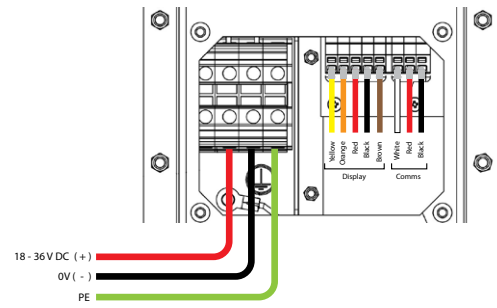 Yellow
Orange
Red
Black
Brown
White
Red
Black
Display
Comms
18 - 36 V DC ( + )
0V ( - )
PE